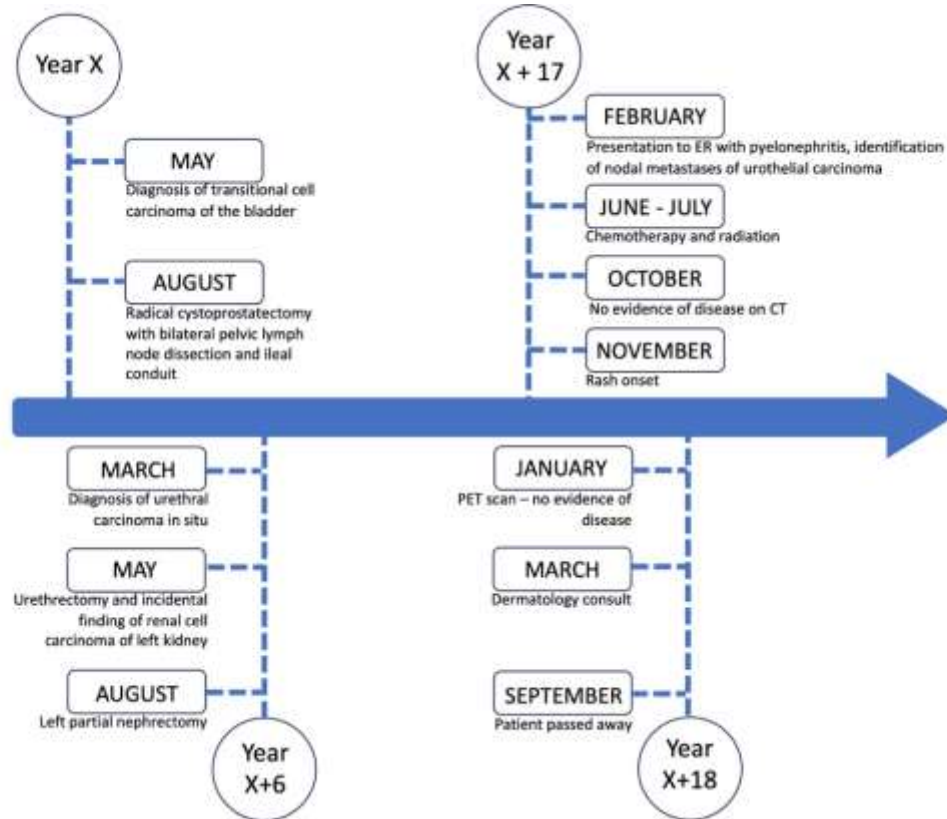 Year X
MAY
Diagnosis of transitional cell
carcinoma of the bladder
AUGUST
Radical cystoprostatectomy
with bilateral pelvic lymph
node dissection and ileal
conduit
Year
X + 17
FEBRUARY
Presentation to ER with pyelonephritis, identification
of nodal metastases of urothelial carcinoma
JUNE - JULY
Chemotherapy and radiation
OCTOBER
No evidence of disease on CT
NOVEMBER
Rash onset
MARCH
Diagnosis of urethral
carcinoma in situ
MAY
Urethrectomy and incidental
finding of renal cell
carcinoma of left kidney
AUGUST
Left partial nephrectomy
Year
X+6
JANUARY
PET scan – no evidence of
disease
MARCH
Dermatology consult
SEPTEMBER
Patient passed away
Year
X+18